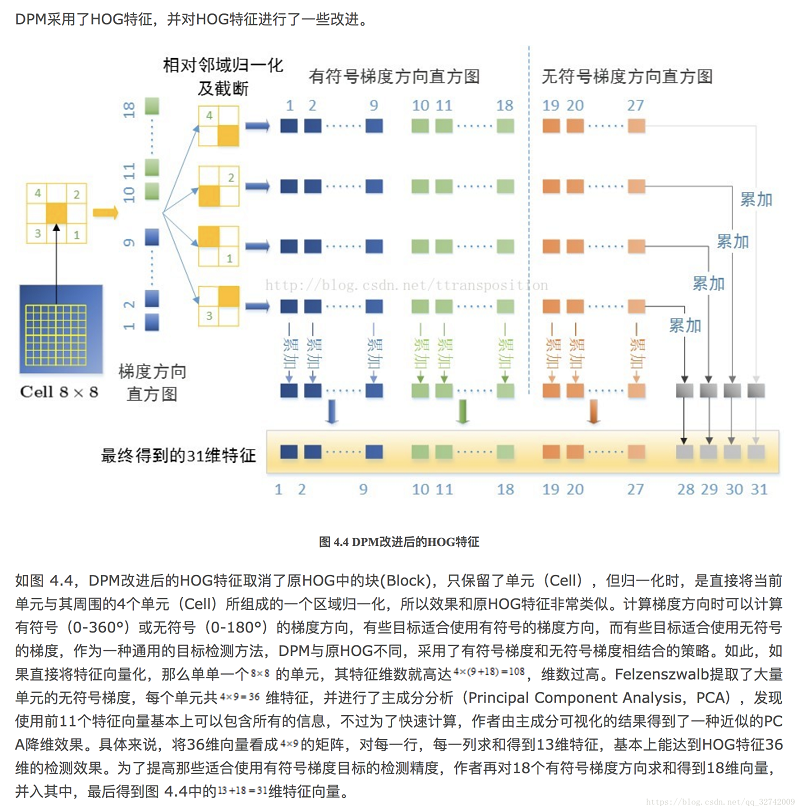 DPM采用了HOG特征，并对HOG特征进行了一些改进。
相对邻域归一化
及截断
有符号梯度方向直方图
无符号梯度方向直方图
1 2 9 10 11 18 19 20 27
18
11
10
9
2
1
4
2
3
1
4
2
1
3
累加
累加
累加
累加
http://blog.csdn.net/ttransposition
累加 累加 累加 累加 累加 累加 累加 累加 累加
Cell 8 × 8
梯度方向
直方图
最终得到的31维特征
1 2 9 10 11 18 19 20 27 28 29 30 31
图 4.4 DPM改进后的HOG特征
如图 4.4，DPM改进后的HOG特征取消了原HOG中的块(Block)，只保留了单元（Cell），但归一化时，是直接将当前
单元与其周围的4个单元（Cell）所组成的一个区域归一化，所以效果和原HOG特征非常类似。计算梯度方向时可以计算
有符号（0-360°）或无符号（0-180°）的梯度方向，有些目标适合使用有符号的梯度方向，而有些目标适合使用无符号
的梯度，作为一种通用的目标检测方法，DPM与原HOG不同，采用了有符号梯度和无符号梯度相结合的策略。如此，如
果直接将特征向量化，那么单单一个 8×8 的单元，其特征维数就高达 4×(9+18)=108，维数过高。Felzenszwalb提取了大量
单元的无符号梯度，每个单元共 4×9=36 维特征，并进行了主成分分析（Principal Component Analysis，PCA），发现
使用前11个特征向量基本上可以包含所有的信息，不过为了快速计算，作者由主成分可视化的结果得到了一种近似的PC
A降维效果。具体来说，将36维向量看成 4×9 的矩阵，对每一行，每一列求和得到13维特征，基本上能达到HOG特征36
维的检测效果。为了提高那些适合使用有符号梯度目标的检测精度，作者再对18个有符号梯度方向求和得到18维向量，
并入其中，最后得到图 4.4中的 13+18=31 维特征向量。
https://blog.csdn.net/qq_32742009